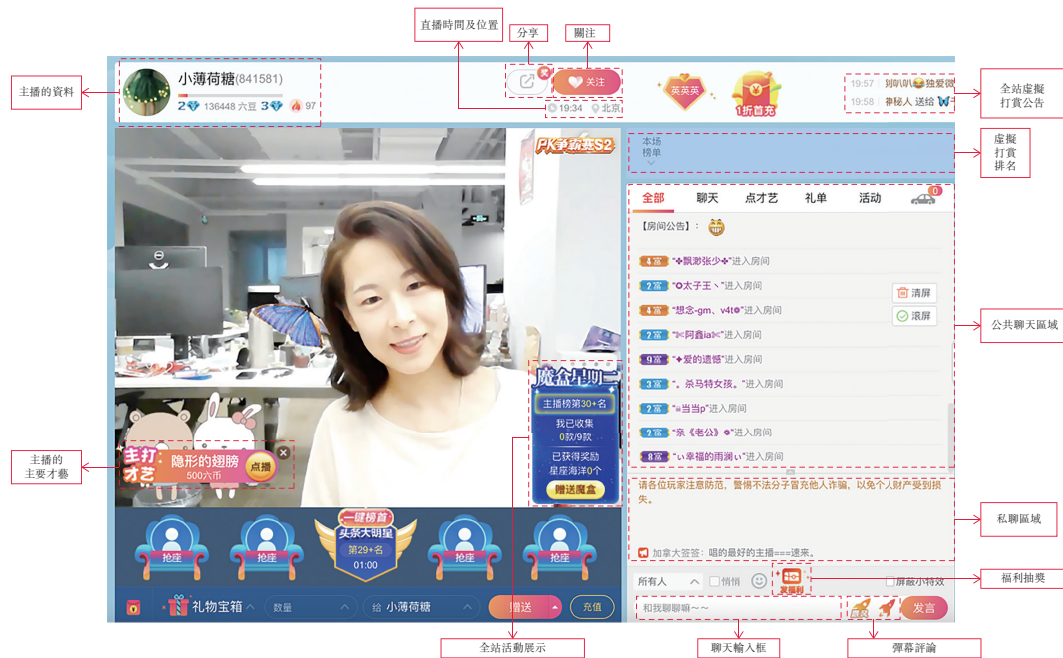 直播時間及位置
分享
關注
主播的資料
小薄荷糖(841581)
2 136448 六豆 3 97
奖
关注
19:34 北京
英英英
1折首充
19:57 别叭叭😂独爱微
19:58 神秘人 送给
全站虛擬
打賞公告
PK争霸赛S2
本场
榜单
虛擬
打賞
排名
全部 聊天 点才艺 礼单 活动 0
【房间公告】:
4富 "✤飘渺张少✤"进入房间
2富 "✪太子王丶"进入房间
4富 "想念-gm、v4t❁"进入房间
2富 "✄阿鑫ia✄"进入房间
9富 "✦爱的遗憾"进入房间
3富 "。杀马特女孩。"进入房间
2富 "≡当当p"进入房间
2富 "亲《老公》❁"进入房间
8富 "ぃ幸福的雨澜ぃ"进入房间
清屏
滚屏
公共聊天區域
魔盒星期二
主播榜第30+名
我已收集
0款/9款
已获得奖励
星座海洋0个
赠送魔盒
主播的
主要才藝
主打
才艺
隐形的翅膀
500六币
点播
请各位玩家注意防范，警惕不法分子冒充他人诈骗，以免个人财产受到损
失。
加拿大签签：唱的最好的主播===速来。
私聊區域
抢座
抢座
一键榜首
头条大明星
第29+名
01:00
抢座
抢座
所有人 悄悄 发福利 屏蔽小特效
福利抽獎
礼物宝箱 数量 给 小薄荷糖 赠送 充值
和我聊聊嘛~~
发言
全站活動展示
聊天輸入框
彈幕評論